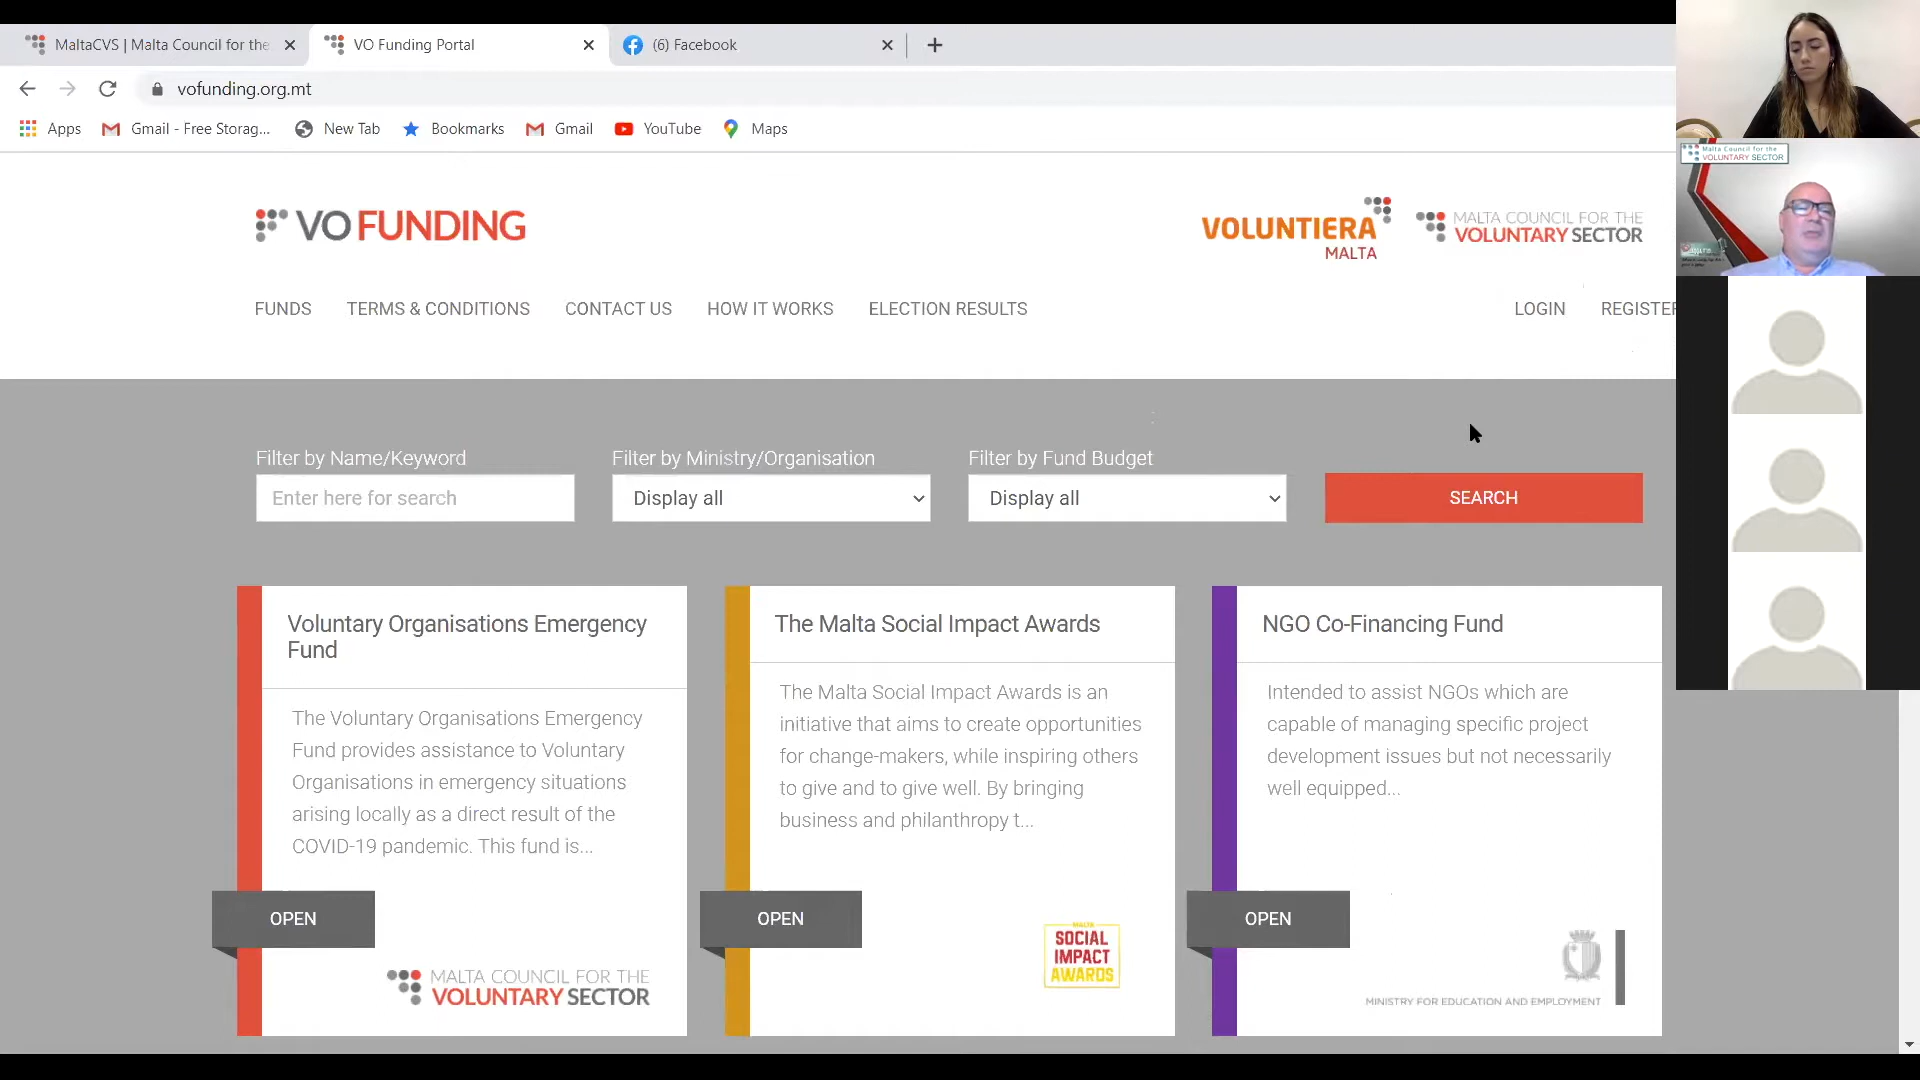 MaltaCVS | Malta Council for the
VO Funding Portal
(6) Facebook
vofunding.org.mt
Apps
Gmail - Free Storag...
New Tab
Bookmarks
Gmail
YouTube
Maps
Malta Council for the
VOLUNTARY SECTOR
VO FUNDING
VOLUNTIERA
MALTA
MALTA COUNCIL FOR THE
VOLUNTARY SECTOR
FUNDS
TERMS & CONDITIONS
CONTACT US
HOW IT WORKS
ELECTION RESULTS
LOGIN
REGISTER
Filter by Name/Keyword
Filter by Ministry/Organisation
Filter by Fund Budget
Enter here for search
Display all
Display all
SEARCH
Voluntary Organisations Emergency
Fund
The Voluntary Organisations Emergency
Fund provides assistance to Voluntary
Organisations in emergency situations
arising locally as a direct result of the
COVID-19 pandemic. This fund is...
OPEN
MALTA COUNCIL FOR THE
VOLUNTARY SECTOR
The Malta Social Impact Awards
The Malta Social Impact Awards is an
initiative that aims to create opportunities
for change-makers, while inspiring others
to give and to give well. By bringing
business and philanthropy t...
OPEN
MALTA
SOCIAL
IMPACT
AWARDS
NGO Co-Financing Fund
Intended to assist NGOs which are
capable of managing specific project
development issues but not necessarily
well equipped...
OPEN
MINISTRY FOR EDUCATION AND EMPLOYMENT